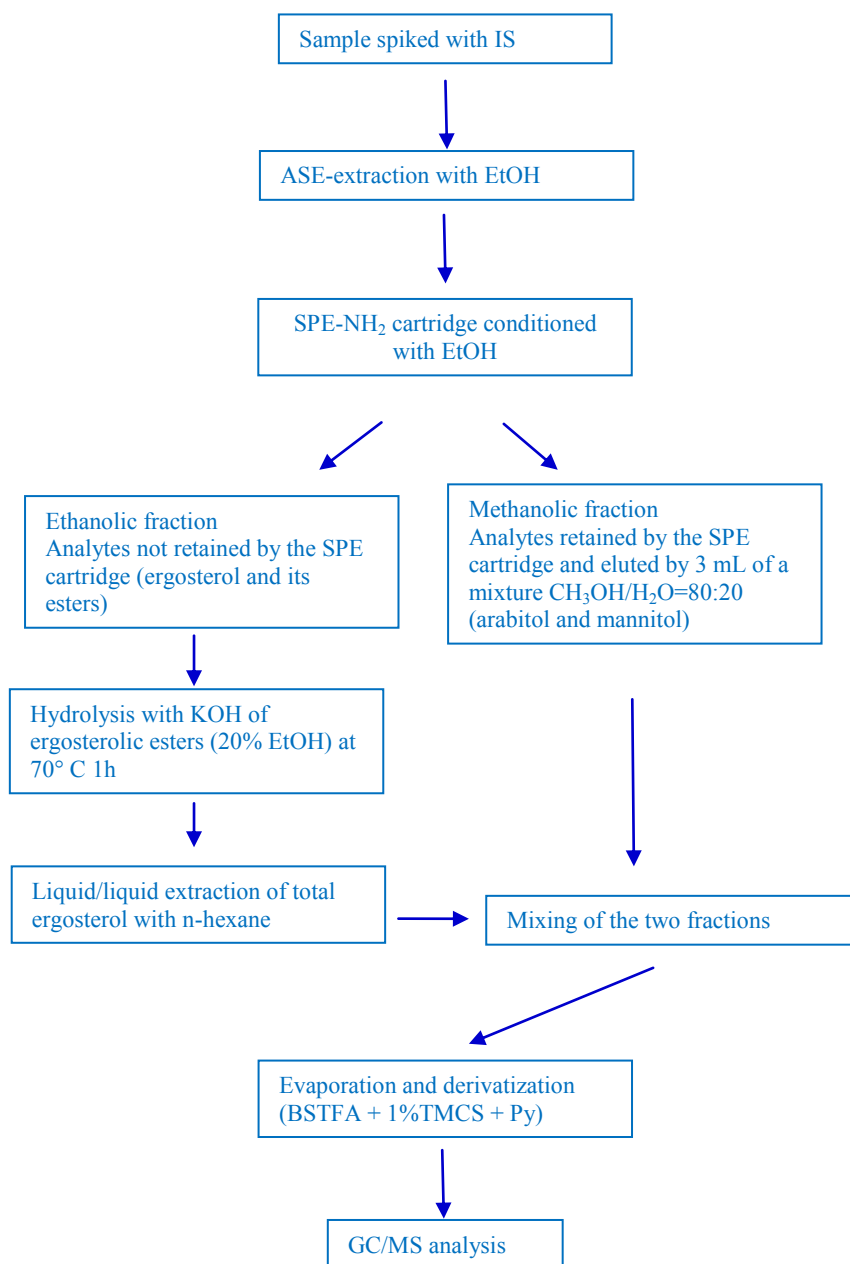 Sample spiked with IS
ASE-extraction with EtOH
SPE-NH₂ cartridge conditioned
with EtOH
Ethanolic fraction
Analytes not retained by the SPE
cartridge (ergosterol and its
esters)
Methanolic fraction
Analytes retained by the SPE
cartridge and eluted by 3 mL of a
mixture CH₃OH/H₂O=80:20
(arabitol and mannitol)
Hydrolysis with KOH of
ergosterolic esters (20% EtOH) at
70° C 1h
Liquid/liquid extraction of total
ergosterol with n-hexane
Mixing of the two fractions
Evaporation and derivatization
(BSTFA + 1%TMCS + Py)
GC/MS analysis